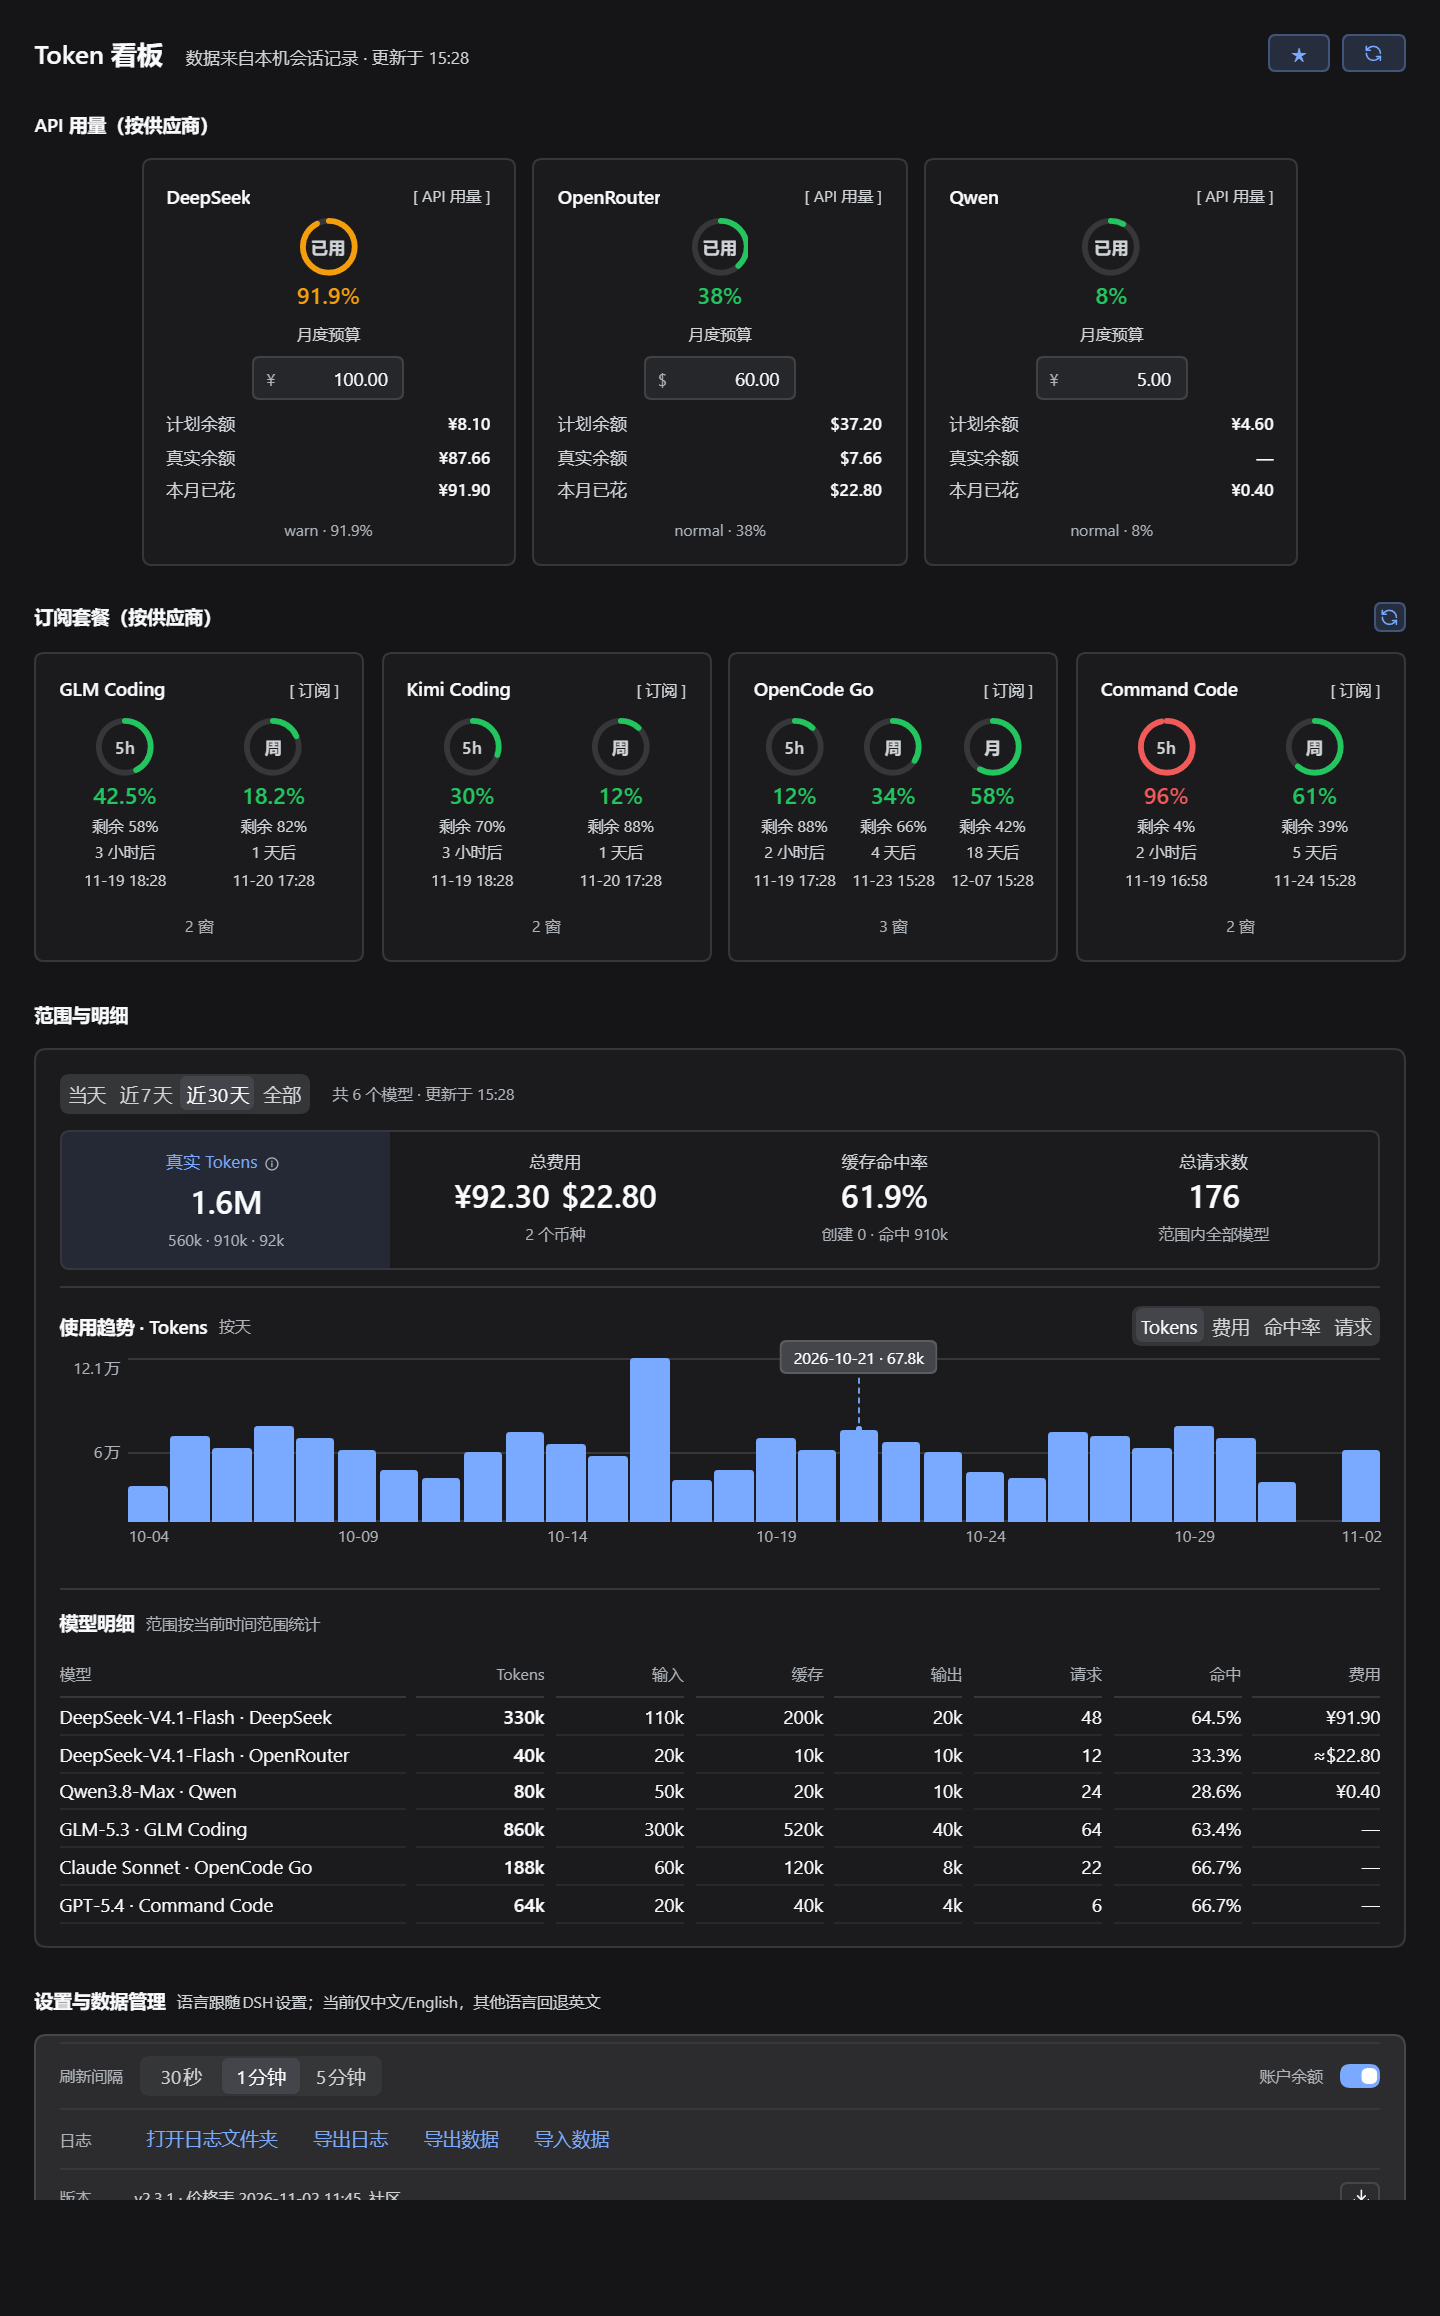 Token 看板 数据来自本机会话记录 · 更新于 15:28
★
API 用量（按供应商）
DeepSeek [ API 用量 ]
已用
91.9%
月度预算
¥ 100.00
计划余额 ¥8.10
真实余额 ¥87.66
本月已花 ¥91.90
warn · 91.9%
OpenRouter [ API 用量 ]
已用
38%
月度预算
$ 60.00
计划余额 $37.20
真实余额 $7.66
本月已花 $22.80
normal · 38%
Qwen [ API 用量 ]
已用
8%
月度预算
¥ 5.00
计划余额 ¥4.60
真实余额 —
本月已花 ¥0.40
normal · 8%
订阅套餐（按供应商）
GLM Coding [ 订阅 ]
5h 周
42.5% 18.2%
剩余 58% 剩余 82%
3 小时后 1 天后
11-19 18:28 11-20 17:28
2 窗
Kimi Coding [ 订阅 ]
5h 周
30% 12%
剩余 70% 剩余 88%
3 小时后 1 天后
11-19 18:28 11-20 17:28
2 窗
OpenCode Go [ 订阅 ]
5h 周 月
12% 34% 58%
剩余 88% 剩余 66% 剩余 42%
2 小时后 4 天后 18 天后
11-19 17:28 11-23 15:28 12-07 15:28
3 窗
Command Code [ 订阅 ]
5h 周
96% 61%
剩余 4% 剩余 39%
2 小时后 5 天后
11-19 16:58 11-24 15:28
2 窗
范围与明细
当天 近7天 近30天 全部 共 6 个模型 · 更新于 15:28
真实 Tokens
1.6M
560k · 910k · 92k
总费用
¥92.30 $22.80
2 个币种
缓存命中率
61.9%
创建 0 · 命中 910k
总请求数
176
范围内全部模型
使用趋势 · Tokens 按天 Tokens 费用 命中率 请求
2026-10-21 · 67.8k
12.1万
6万
10-04 10-09 10-14 10-19 10-24 10-29 11-02
模型明细 范围按当前时间范围统计
模型 Tokens 输入 缓存 输出 请求 命中 费用
DeepSeek-V4.1-Flash · DeepSeek 330k 110k 200k 20k 48 64.5% ¥91.90
DeepSeek-V4.1-Flash · OpenRouter 40k 20k 10k 10k 12 33.3% ≈$22.80
Qwen3.8-Max · Qwen 80k 50k 20k 10k 24 28.6% ¥0.40
GLM-5.3 · GLM Coding 860k 300k 520k 40k 64 63.4% —
Claude Sonnet · OpenCode Go 188k 60k 120k 8k 22 66.7% —
GPT-5.4 · Command Code 64k 20k 40k 4k 6 66.7% —
设置与数据管理 语言跟随 DSH 设置；当前仅中文/English，其他语言回退英文
刷新间隔 30秒 1分钟 5分钟 账户余额
日志 打开日志文件夹 导出日志 导出数据 导入数据
版本 v2.3.1 · 价格表 2026-11-02 11:45 社区